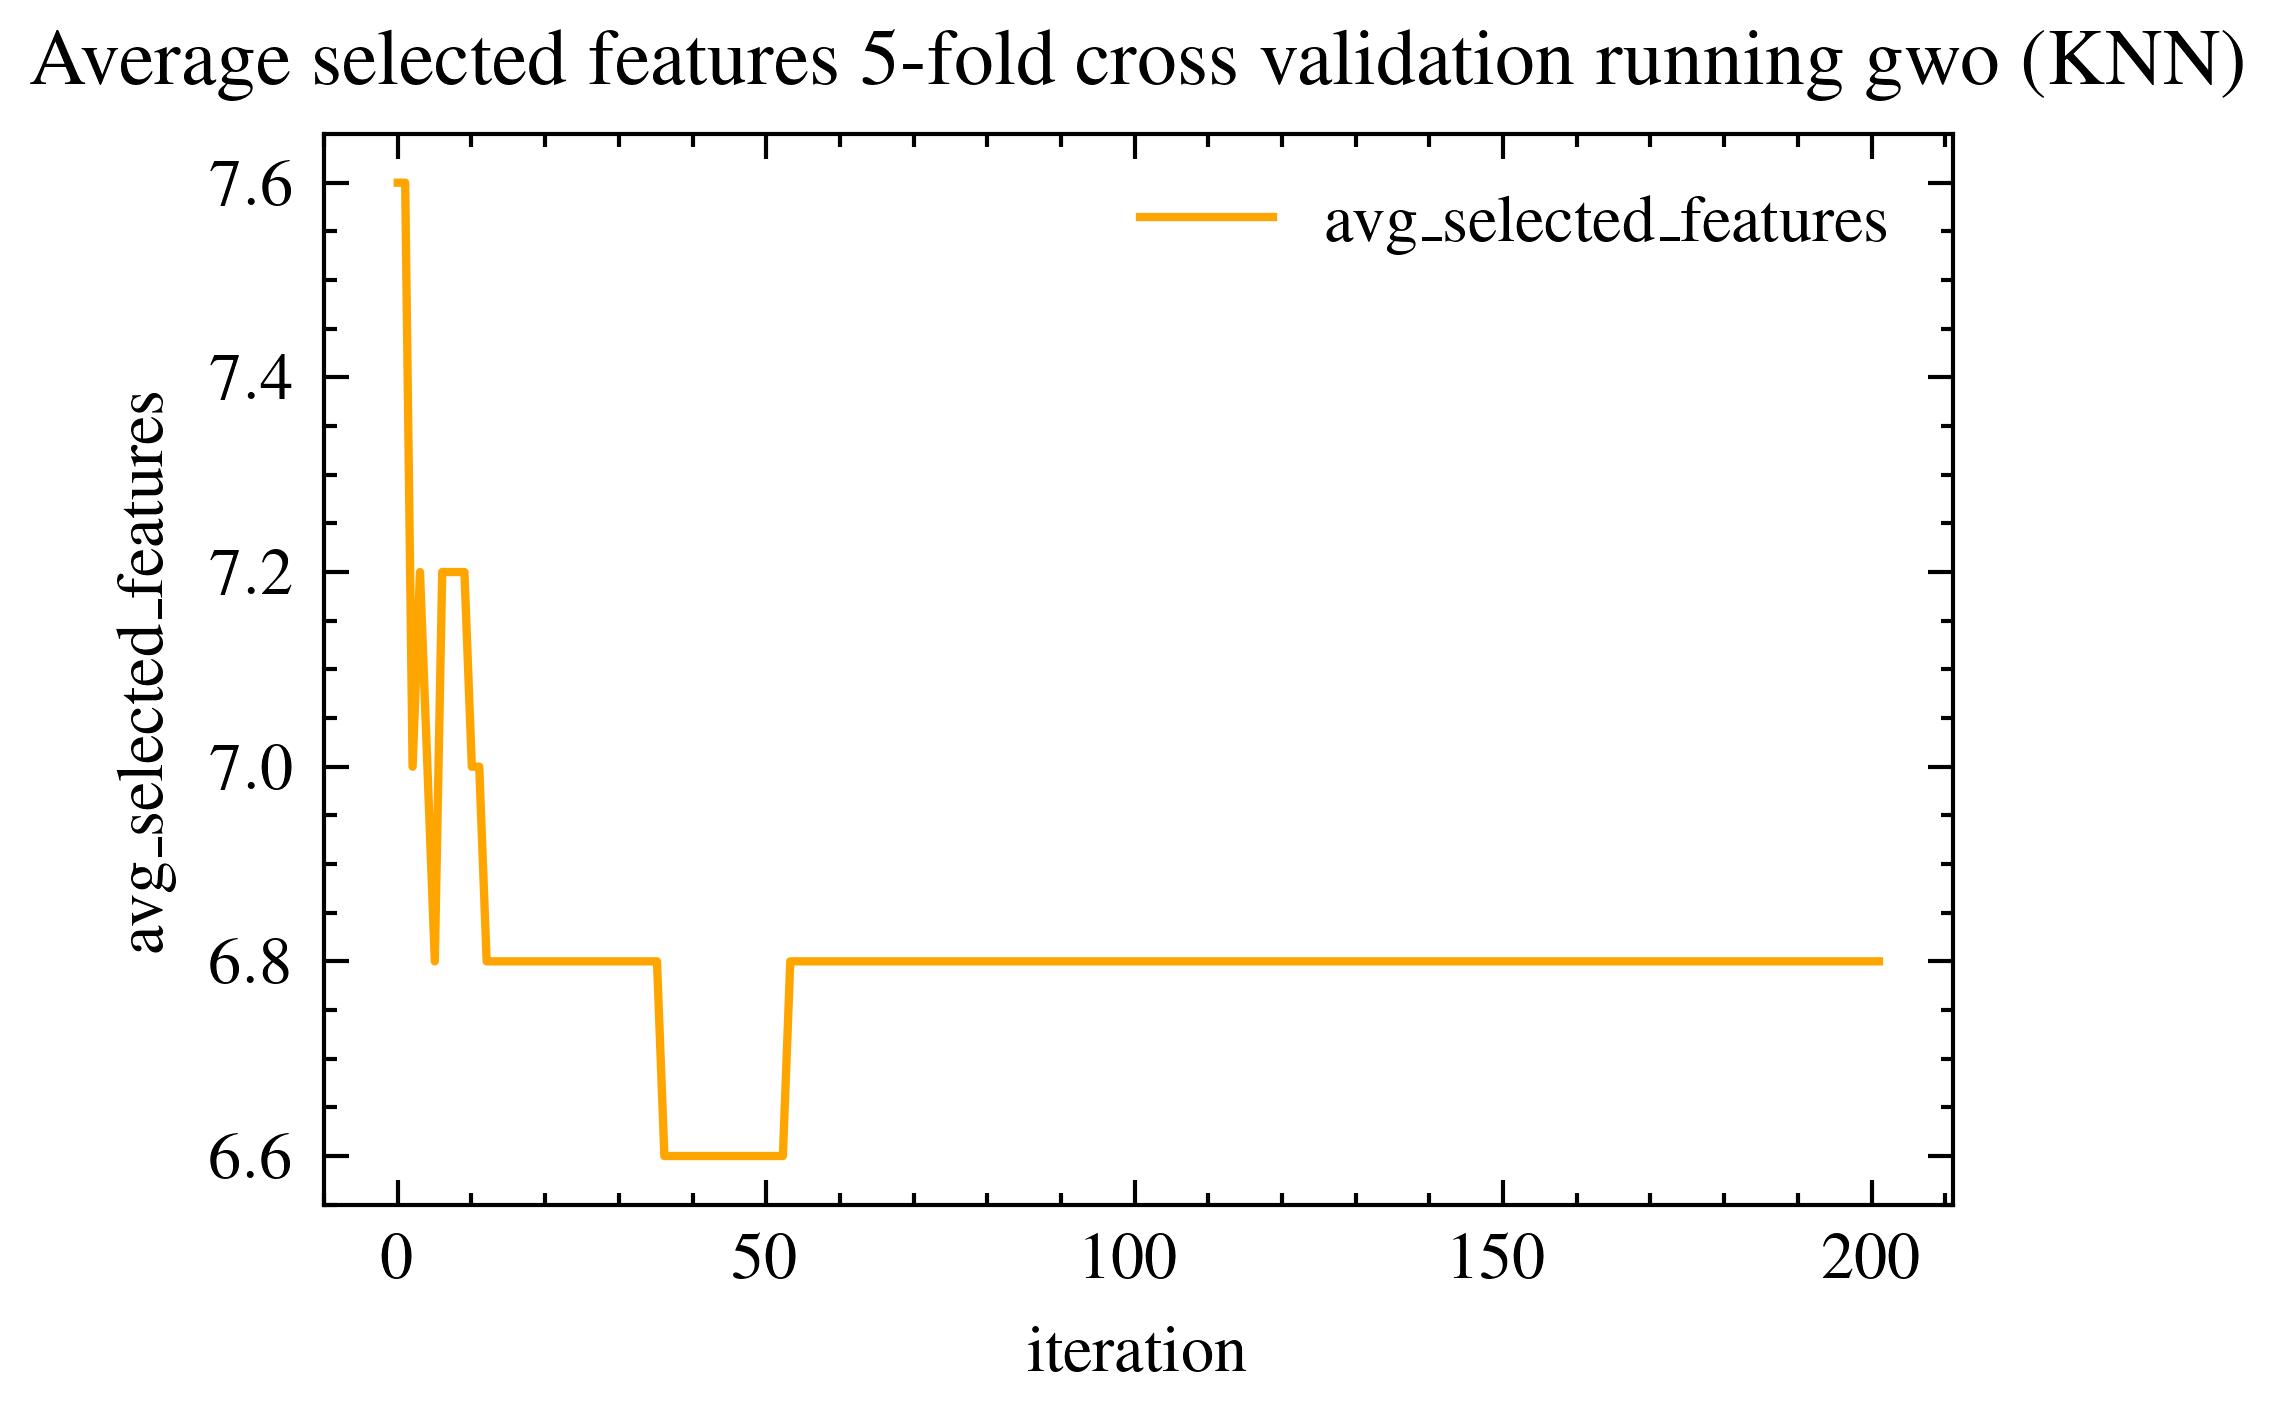 Average selected features 5-fold cross validation running gwo (KNN)
7.6
7.4
7.2
7.0
6.8
6.6
avg_selected_features
avg_selected_features
0 50 100 150 200
iteration